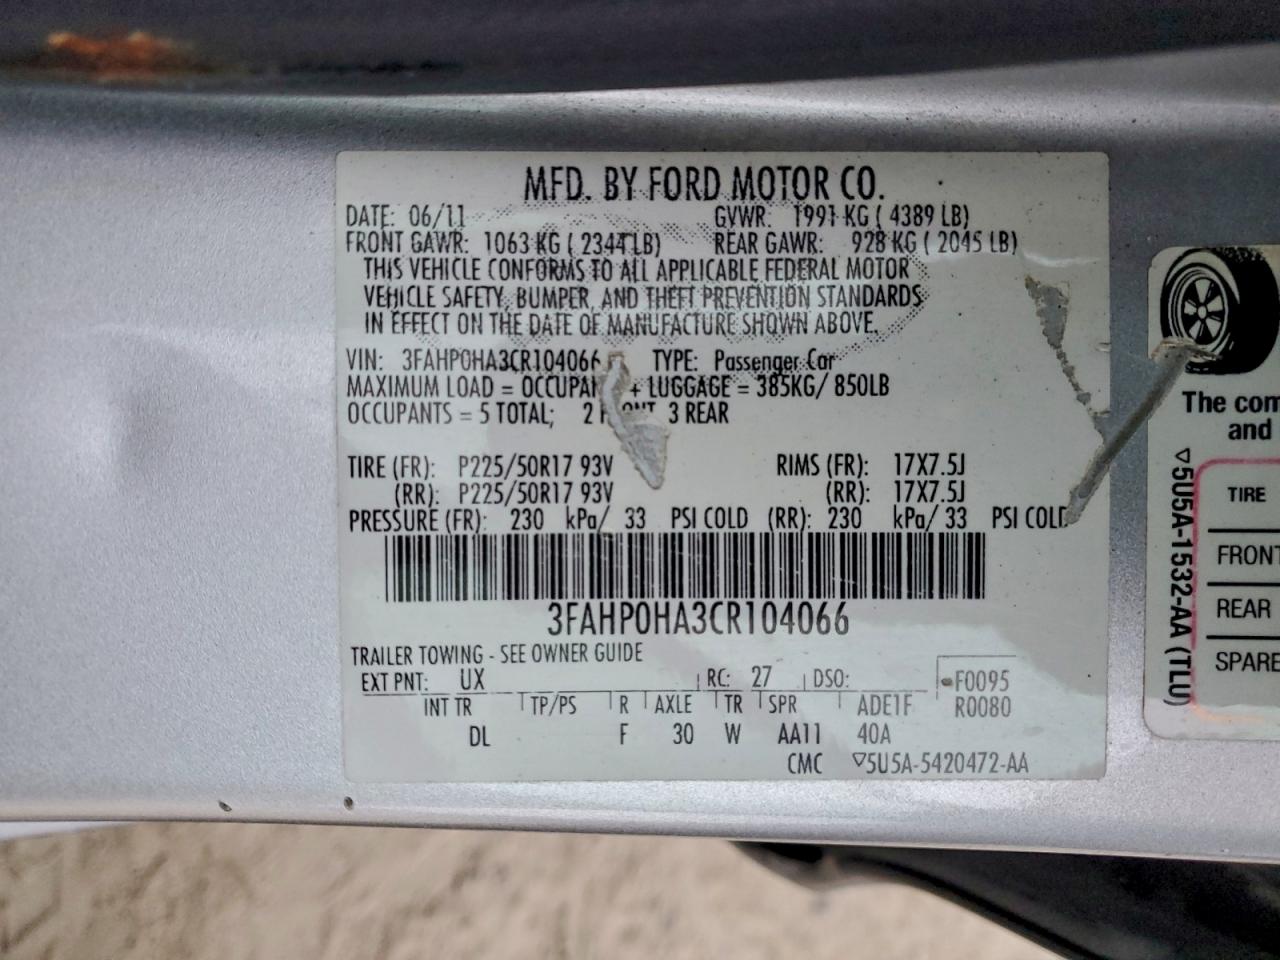 MFD. BY FORD MOTOR CO.
DATE: 06/11 GVWR: 1991 KG ( 4389 LB)
FRONT GAWR: 1063 KG ( 2344 LB) REAR GAWR: 928 KG ( 2045 LB)
THIS VEHICLE CONFORMS TO ALL APPLICABLE FEDERAL MOTOR
VEHICLE SAFETY, BUMPER, AND THEFT PREVENTION STANDARDS
IN EFFECT ON THE DATE OF MANUFACTURE SHOWN ABOVE.
VIN: 3FAHP0HA3CR104066 TYPE: Passenger Car
MAXIMUM LOAD = OCCUPAN + LUGGAGE = 385KG/ 850LB
OCCUPANTS = 5 TOTAL; 2 FRONT, 3 REAR
TIRE (FR): P225/50R17 93V RIMS (FR): 17X7.5J
(RR): P225/50R17 93V (RR): 17X7.5J
PRESSURE (FR): 230 kPa/ 33 PSI COLD (RR): 230 kPa/ 33 PSI COLD
3FAHP0HA3CR104066
TRAILER TOWING - SEE OWNER GUIDE
EXT PNT: UX RC: 27 DSO: F0095
INT TR TP/PS R AXLE TR SPR ADE1F R0080
DL F 30 W AA11 40A
CMC ▽5U5A-5420472-AA
The com
and
▽5U5A-1532-AA (TLU)
TIRE
FRONT
REAR
SPARE